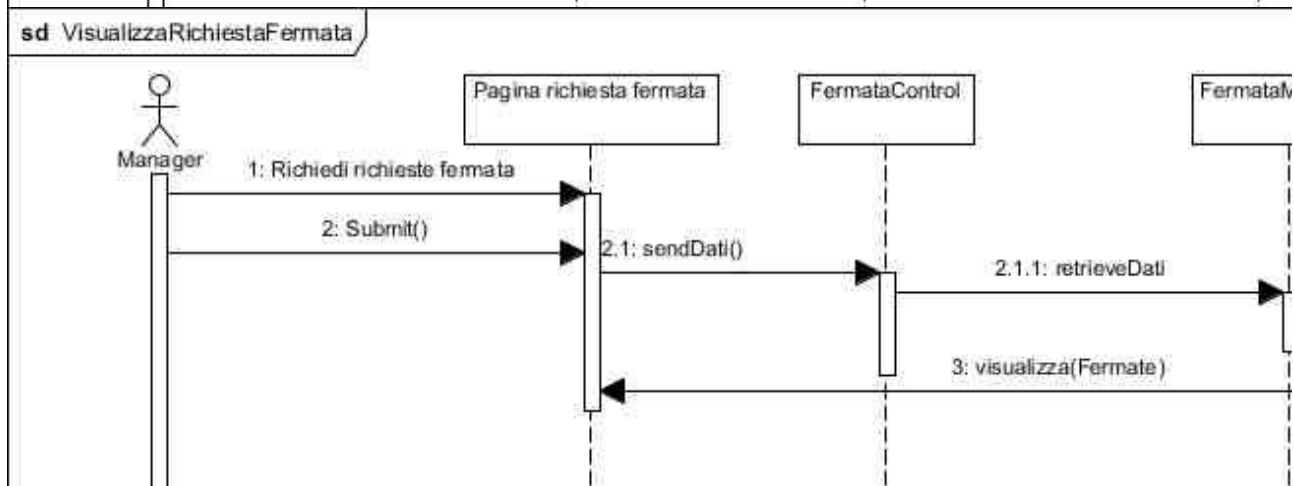 sd VisualizzaRichiestaFermata
Pagina richiesta fermata
FermataControl
FermataM
Manager
1: Richiedi richieste fermata
2: Submit()
2.1: sendDati()
2.1.1: retrieveDati
3: visualizza(Fermate)